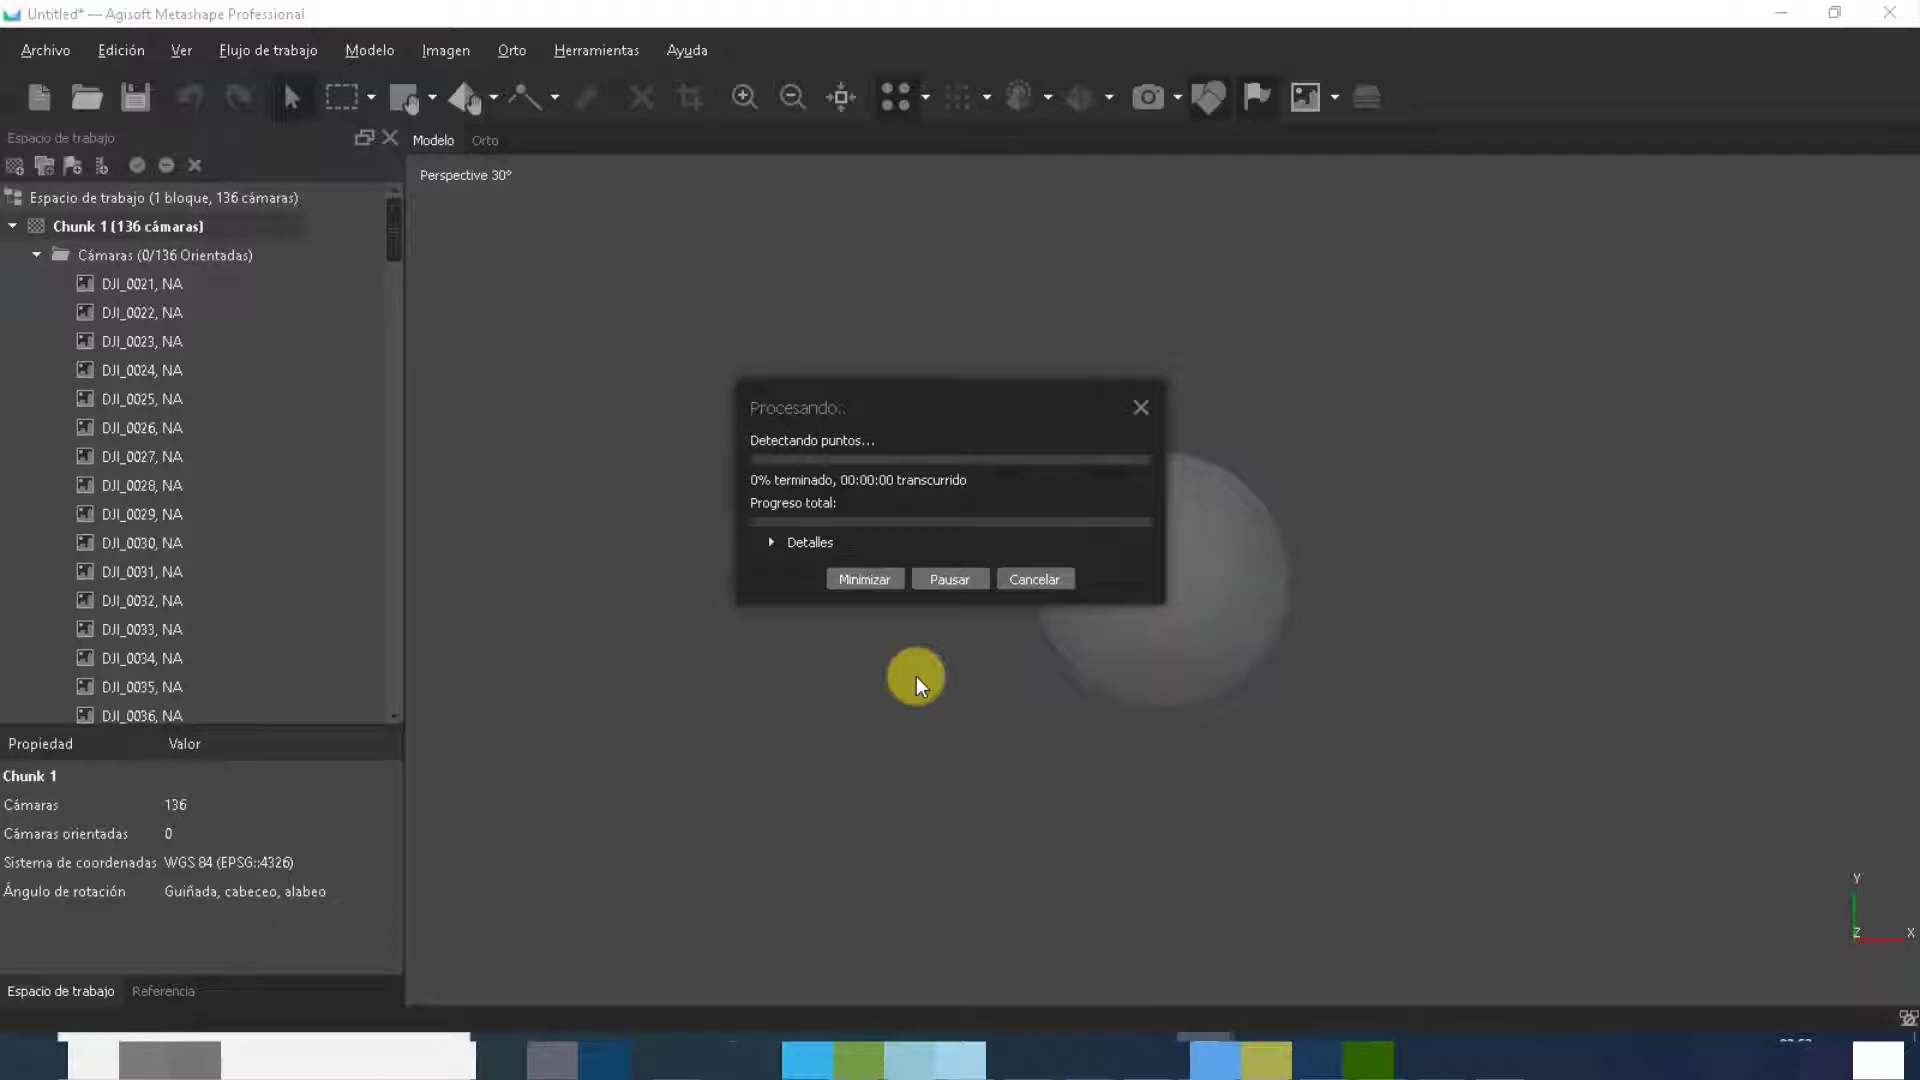 Untitled* — Agisoft Metashape Professional
Archivo Edición Ver Flujo de trabajo Modelo Imagen Orto Herramientas Ayuda
Espacio de trabajo
Modelo Orto
Perspective 30°
Espacio de trabajo (1 bloque, 136 cámaras)
Chunk 1 (136 cámaras)
Cámaras (0/136 Orientadas)
DJI_0021, NA
DJI_0022, NA
DJI_0023, NA
DJI_0024, NA
DJI_0025, NA
DJI_0026, NA
DJI_0027, NA
DJI_0028, NA
DJI_0029, NA
DJI_0030, NA
DJI_0031, NA
DJI_0032, NA
DJI_0033, NA
DJI_0034, NA
DJI_0035, NA
DJI_0036, NA
Procesando..
Detectando puntos...
0% terminado, 00:00:00 transcurrido
Progreso total:
Detalles
Minimizar Pausar Cancelar
Propiedad Valor
Chunk 1
Cámaras 136
Cámaras orientadas 0
Sistema de coordenadas WGS 84 (EPSG::4326)
Ángulo de rotación Guiñada, cabeceo, alabeo
Y
Z
X
Espacio de trabajo Referencia